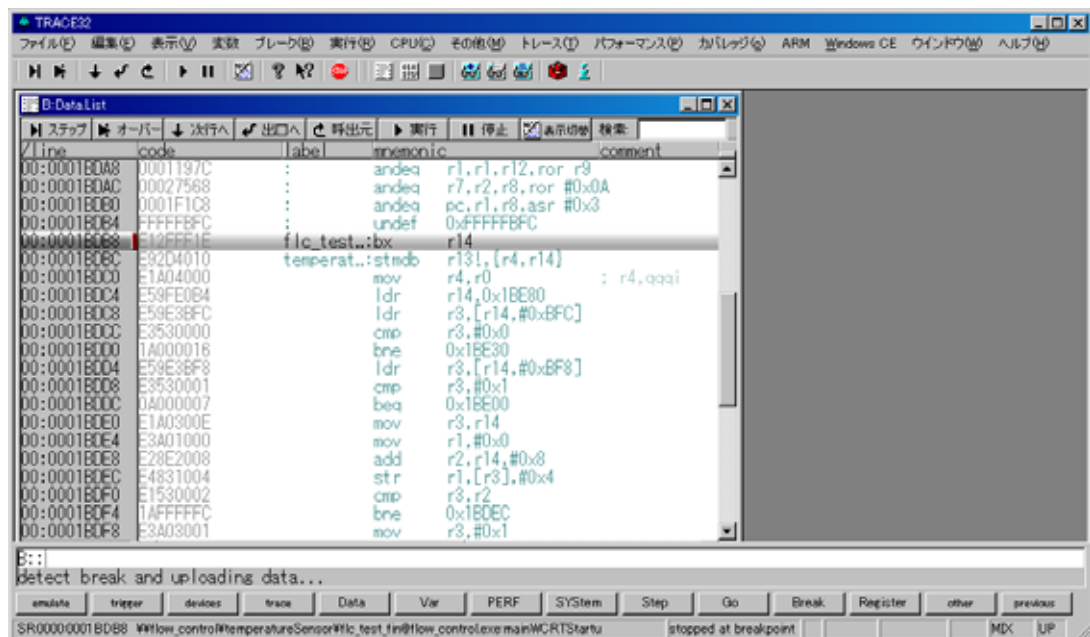 TRACE32
ファイル(F) 編集(E) 表示(V) 変数 ブレーク(B) 実行(R) CPU(C) その他(M) トレース(T) パフォーマンス(P) カバレッジ(G) ARM Windows CE ウインドウ(W) ヘルプ(H)
B:Data.List
ステップ オーバー 次行へ 出口へ 呼出元 実行 停止 表示切替 検索:
/line code label mnemonic comment
00:0001BDA8 0001197C : andeq r1,r1,r12,ror r9
00:0001BDAC 00027568 : andeq r7,r2,r8,ror #0x0A
00:0001BDB0 0001F1C8 : andeq pc,r1,r8,asr #0x3
00:0001BDB4 FFFFFBFC : undef 0xFFFFFBFC
00:0001BDB8 E12FFF1E flc_test..:bx r14
00:0001BDBC E92D4010 temperat..:stmdb r13!,{r4,r14}
00:0001BDC0 E1A04000 mov r4,r0 ; r4,qqqi
00:0001BDC4 E59FE0B4 ldr r14,0x1BE80
00:0001BDC8 E59E3BFC ldr r3,[r14,#0xBFC]
00:0001BDCC E3530000 cmp r3,#0x0
00:0001BDD0 1A000016 bne 0x1BE30
00:0001BDD4 E59E3BF8 ldr r3,[r14,#0xBF8]
00:0001BDD8 E3530001 cmp r3,#0x1
00:0001BDDC 0A000007 beq 0x1BE00
00:0001BDE0 E1A0300E mov r3,r14
00:0001BDE4 E3A01000 mov r1,#0x0
00:0001BDE8 E28E2008 add r2,r14,#0x8
00:0001BDEC E4831004 str r1,[r3],#0x4
00:0001BDF0 E1530002 cmp r3,r2
00:0001BDF4 1AFFFFFC bne 0x1BDEC
00:0001BDF8 E3A03001 mov r3,#0x1
B::
detect break and uploading data...
emulate trigger devices trace Data Var PERF SYStem Step Go Break Register other previous
SR:00000001BDB8 ¥¥flow_control¥temperatureSensor¥flc_test_fin@flow_control.exe:mainWCRTStartu stopped at breakpoint MIX UP